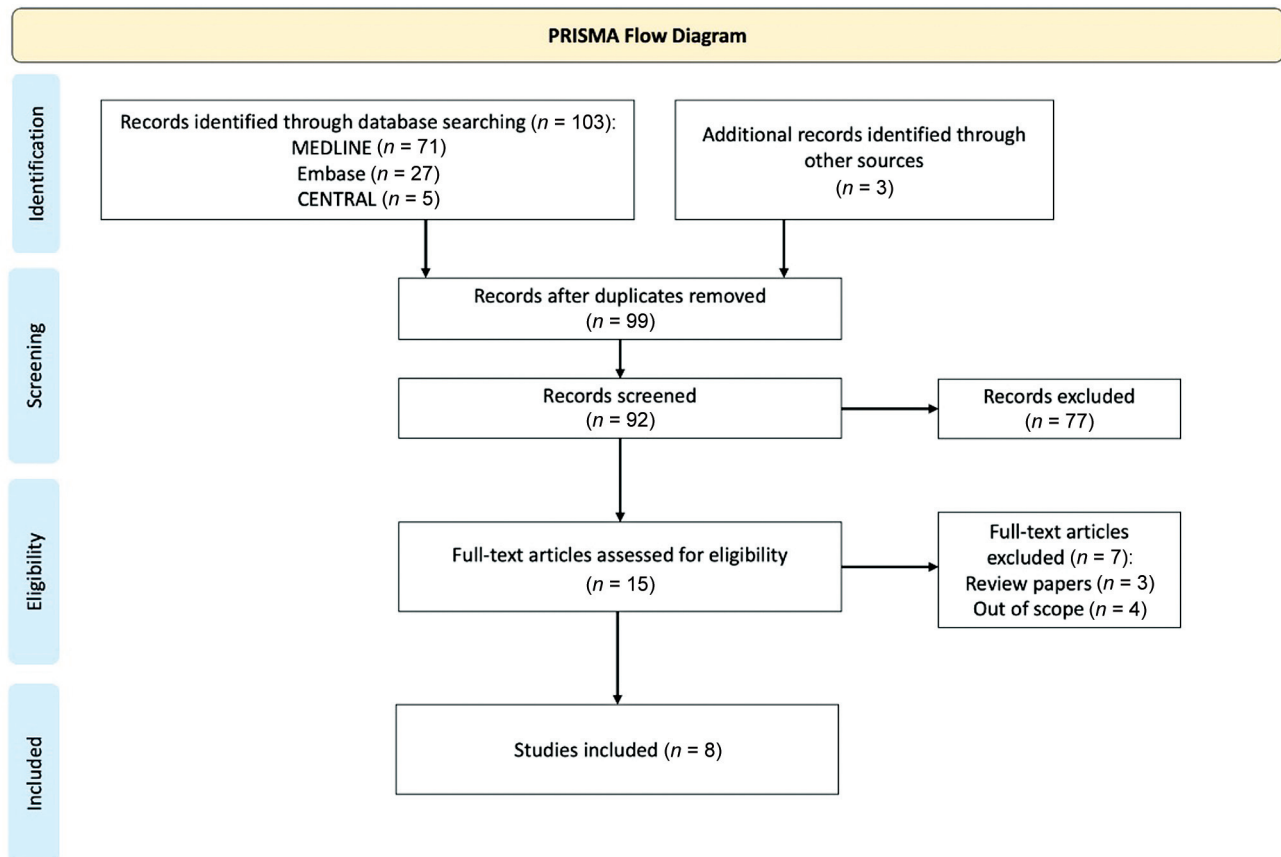 PRISMA Flow Diagram
Identification
Records identified through database searching (n = 103):
MEDLINE (n = 71)
Embase (n = 27)
CENTRAL (n = 5)
Additional records identified through
other sources
(n = 3)
Screening
Records after duplicates removed
(n = 99)
Records screened
(n = 92)
Records excluded
(n = 77)
Eligibility
Full-text articles assessed for eligibility
(n = 15)
Full-text articles
excluded (n = 7):
Review papers (n = 3)
Out of scope (n = 4)
Included
Studies included (n = 8)